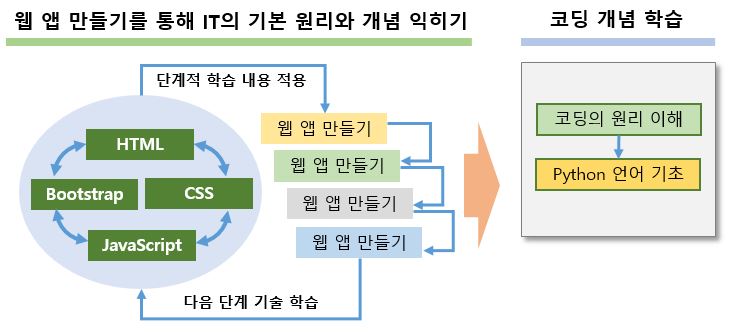 웹 앱 만들기를 통해 IT의 기본 원리와 개념 익히기
코딩 개념 학습
단계적 학습 내용 적용
HTML
Bootstrap
CSS
JavaScript
웹 앱 만들기
웹 앱 만들기
웹 앱 만들기
웹 앱 만들기
다음 단계 기술 학습
코딩의 원리 이해
Python 언어 기초